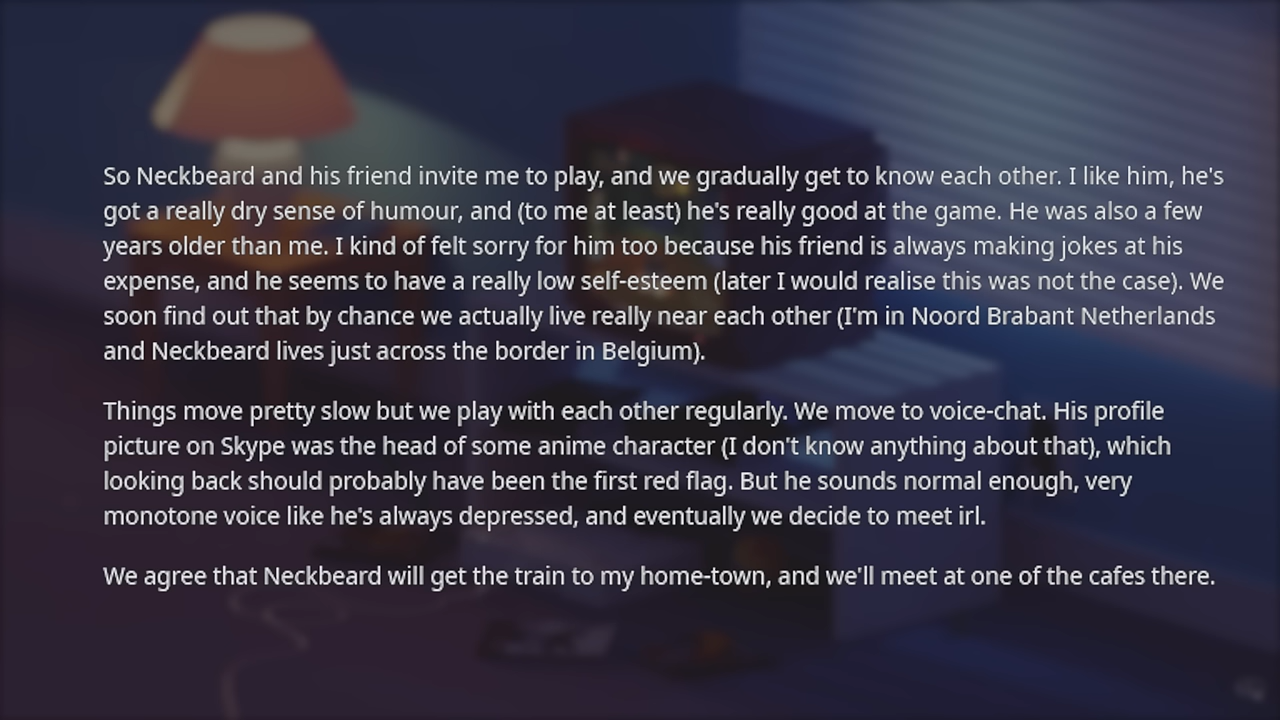 So Neckbeard and his friend invite me to play, and we gradually get to know each other. I like him, he's
got a really dry sense of humour, and (to me at least) he's really good at the game. He was also a few
years older than me. I kind of felt sorry for him too because his friend is always making jokes at his
expense, and he seems to have a really low self-esteem (later I would realise this was not the case). We
soon find out that by chance we actually live really near each other (I'm in Noord Brabant Netherlands
and Neckbeard lives just across the border in Belgium).
Things move pretty slow but we play with each other regularly. We move to voice-chat. His profile
picture on Skype was the head of some anime character (I don't know anything about that), which
looking back should probably have been the first red flag. But he sounds normal enough, very
monotone voice like he's always depressed, and eventually we decide to meet irl.
We agree that Neckbeard will get the train to my home-town, and we'll meet at one of the cafes there.